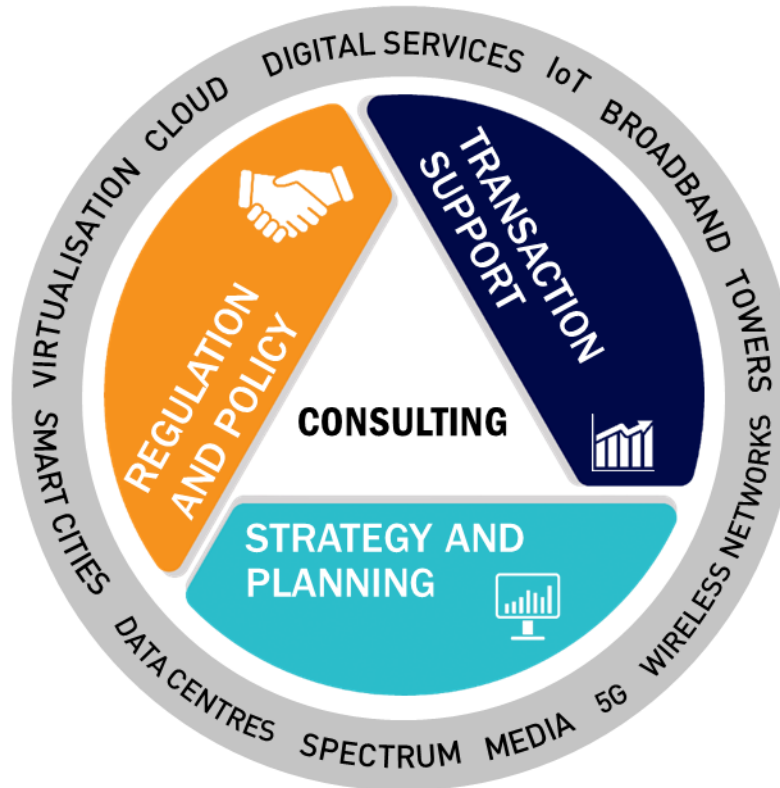 DIGITAL SERVICES
IoT
BROADBAND
TOWERS
WIRELESS NETWORKS
5G
MEDIA
SPECTRUM
DATA CENTRES
SMART CITIES
VIRTUALISATION
CLOUD
TRANSACTION
SUPPORT
REGULATION
AND POLICY
CONSULTING
STRATEGY AND
PLANNING